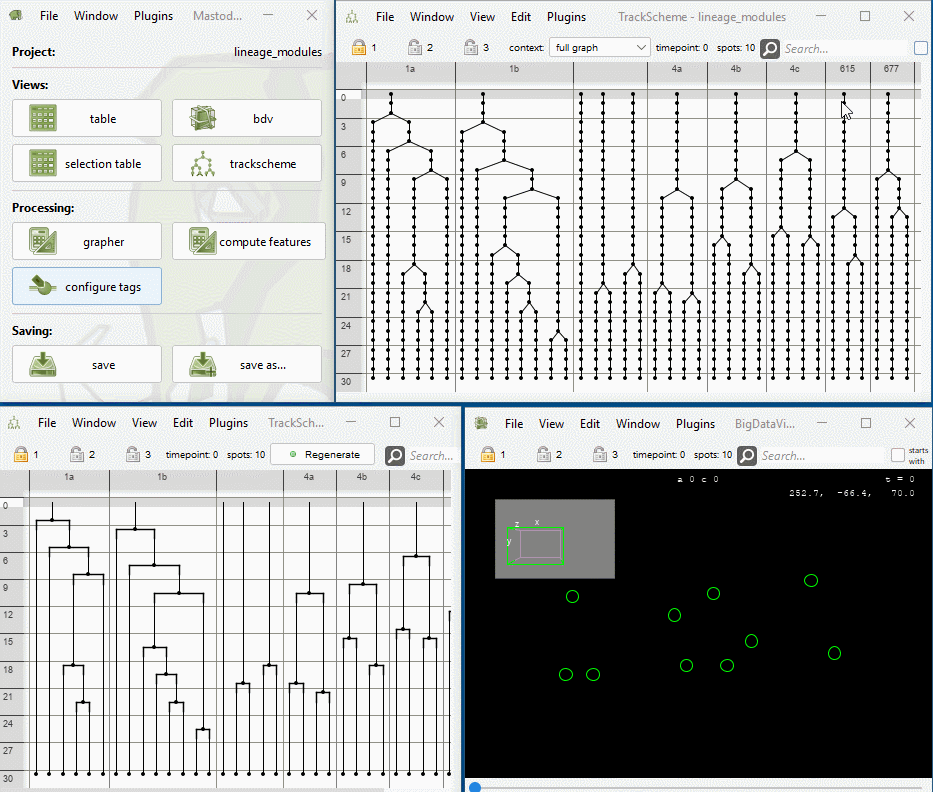 File Window Plugins Mastod...
Project: lineage_modules
Views:
table bdv
selection table trackscheme
Processing:
grapher compute features
configure tags
Saving:
save save as...
File Window View Edit Plugins TrackScheme - lineage_modules
1 2 3 context: full graph timepoint: 0 spots: 10 Search...
1a 1b 4a 4b 4c 615 677
0
3
6
9
12
15
18
21
24
27
30
File Window View Edit Plugins TrackSch...
1 2 3 timepoint: 0 spots: 10 Regenerate Search...
1a 1b 4a 4b 4c
0
3
6
9
12
15
18
21
24
27
30
File View Edit Window Plugins BigDataVi...
1 2 3 timepoint: 0 spots: 10 Search... starts with
a 0 c 0 t = 0
252.7, -66.4, 70.0
z x
y